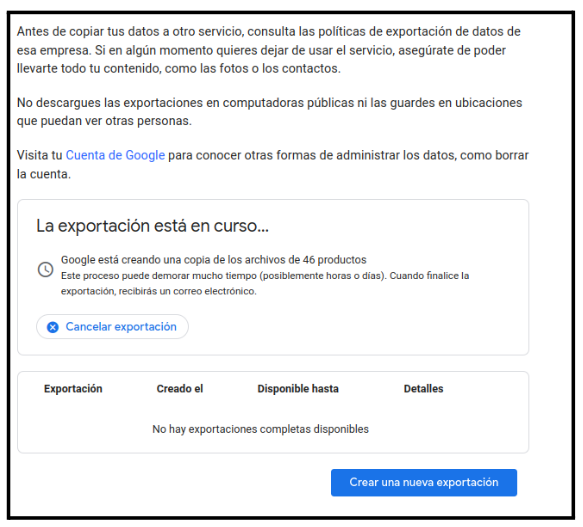 Antes de copiar tus datos a otro servicio, consulta las políticas de exportación de datos de
esa empresa. Si en algún momento quieres dejar de usar el servicio, asegúrate de poder
llevarte todo tu contenido, como las fotos o los contactos.
No descargues las exportaciones en computadoras públicas ni las guardes en ubicaciones
que puedan ver otras personas.
Visita tu Cuenta de Google para conocer otras formas de administrar los datos, como borrar
la cuenta.
La exportación está en curso...
Google está creando una copia de los archivos de 46 productos
Este proceso puede demorar mucho tiempo (posiblemente horas o días). Cuando finalice la
exportación, recibirás un correo electrónico.
Cancelar exportación
Exportación Creado el Disponible hasta Detalles
No hay exportaciones completas disponibles
Crear una nueva exportación